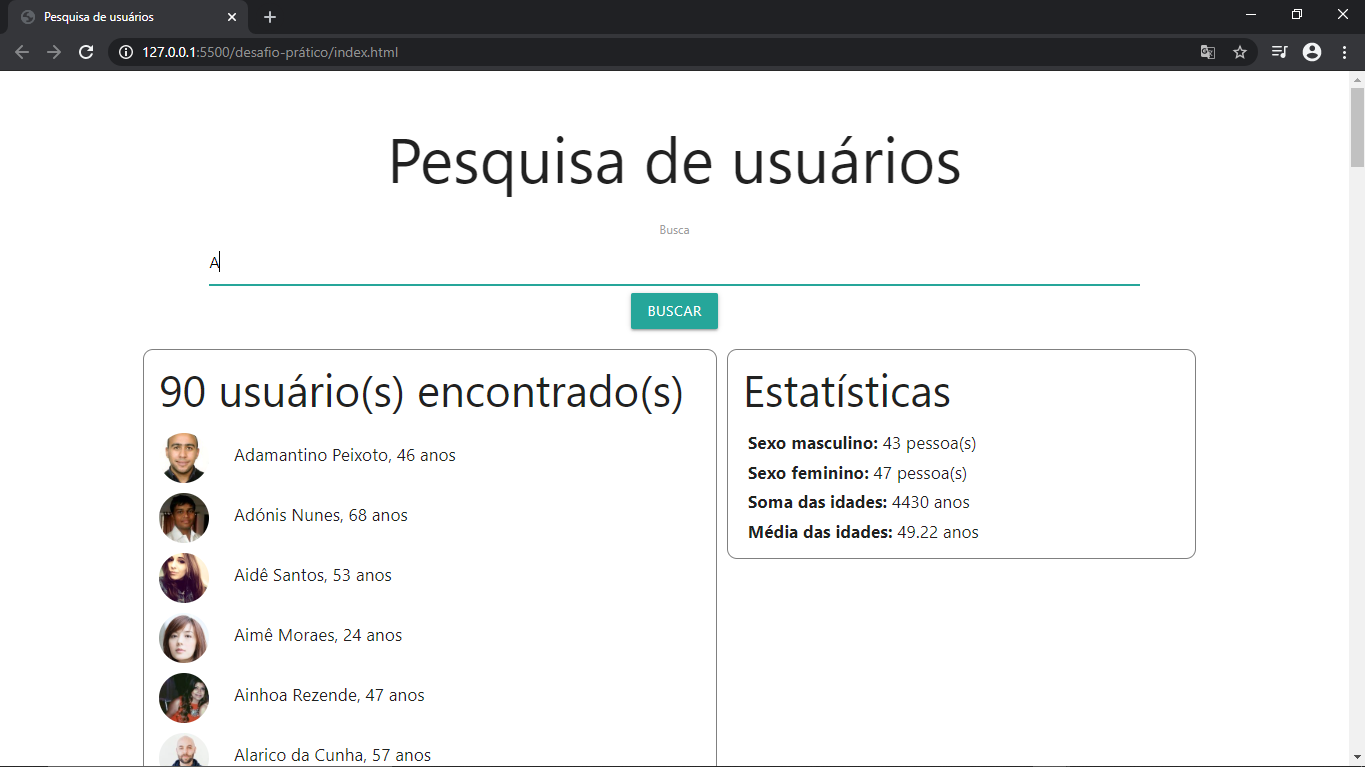 Pesquisa de usuários
127.0.0.1:5500/desafio-prático/index.html
Pesquisa de usuários
Busca
A
BUSCAR
90 usuário(s) encontrado(s)
Adamantino Peixoto, 46 anos
Adónis Nunes, 68 anos
Aidê Santos, 53 anos
Aimê Moraes, 24 anos
Ainhoa Rezende, 47 anos
Alarico da Cunha, 57 anos
Estatísticas
Sexo masculino: 43 pessoa(s)
Sexo feminino: 47 pessoa(s)
Soma das idades: 4430 anos
Média das idades: 49.22 anos